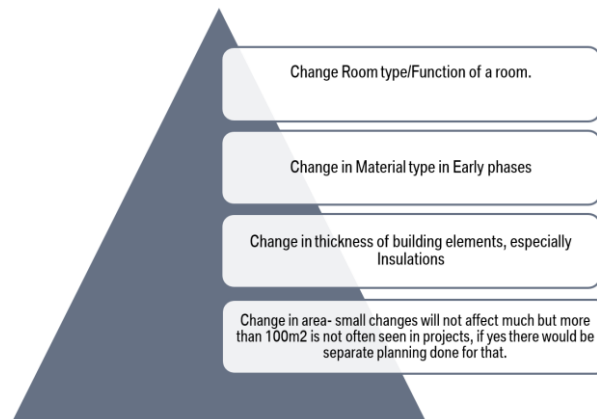 Change Room type/Function of a room.
Change in Material type in Early phases
Change in thickness of building elements, especially
Insulations
Change in area- small changes will not affect much but more
than 100m2 is not often seen in projects, if yes there would be
separate planning done for that.